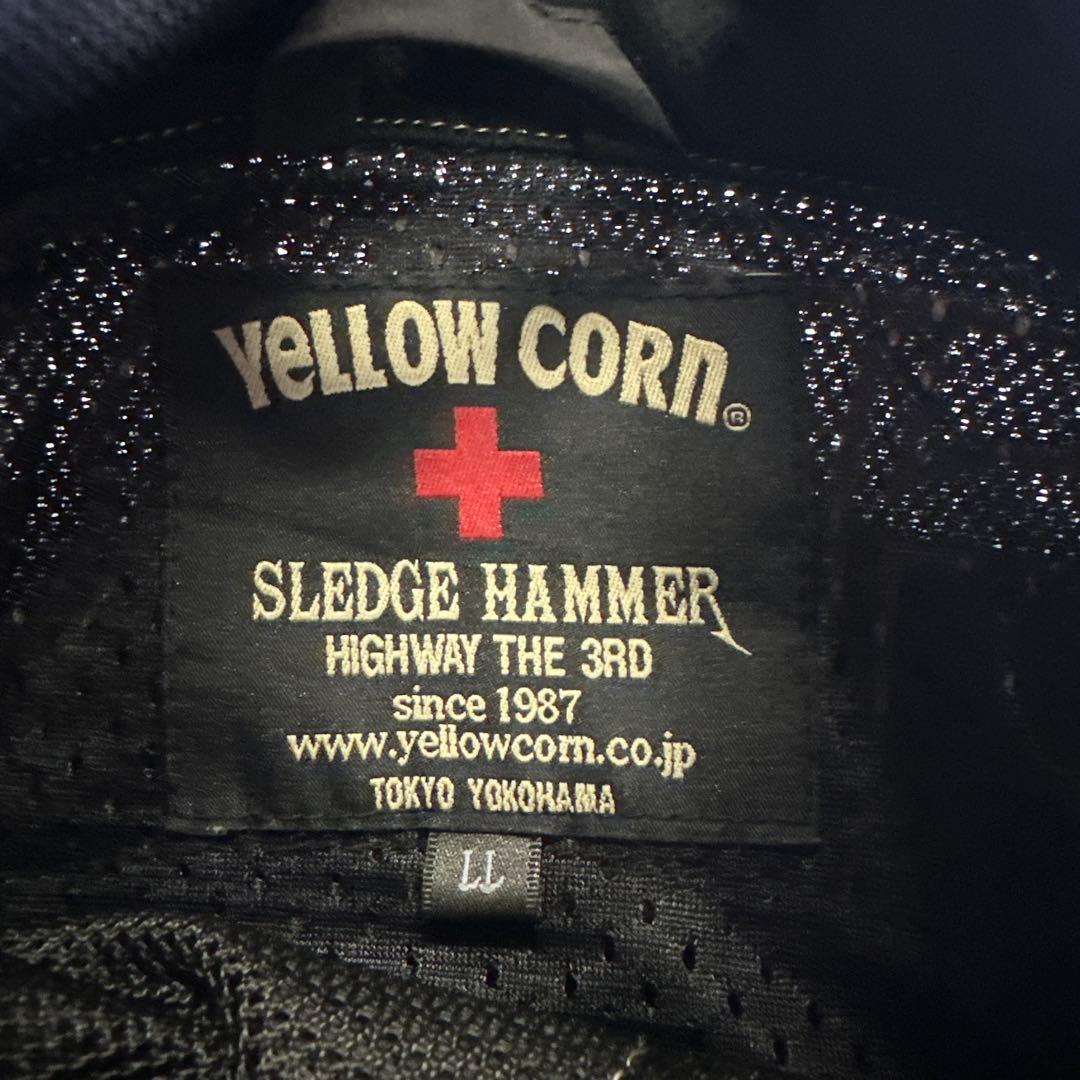 YeLLOW CORn®
SLEDGE HAMMER
HIGHWAY THE 3RD
since 1987
www.yellowcorn.co.jp
TOKYO YOKOHAMA
LL